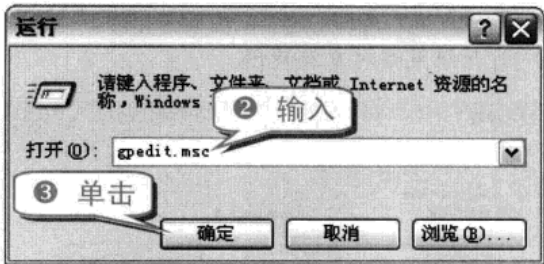 运行
请键入程序、文件夹、文档或 Internet 资源的名
称，Windows
❷ 输入
打开(O): gpedit.msc
❸ 单击
确定 取消 浏览(B)...